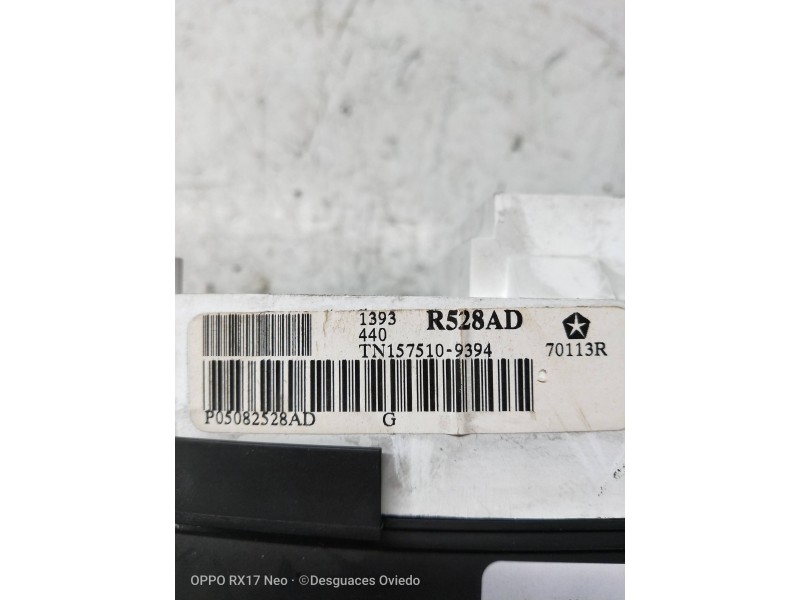 1393
440
R528AD
TN157510-9394
70113R
P05082528AD
G
OPPO RX17 Neo · ©Desguaces Oviedo